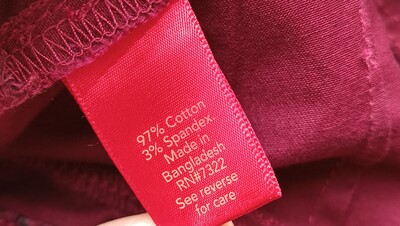 97% Cotton
3% Spandex.
Made in
Bangladesh
RN#7322
See reverse
for care